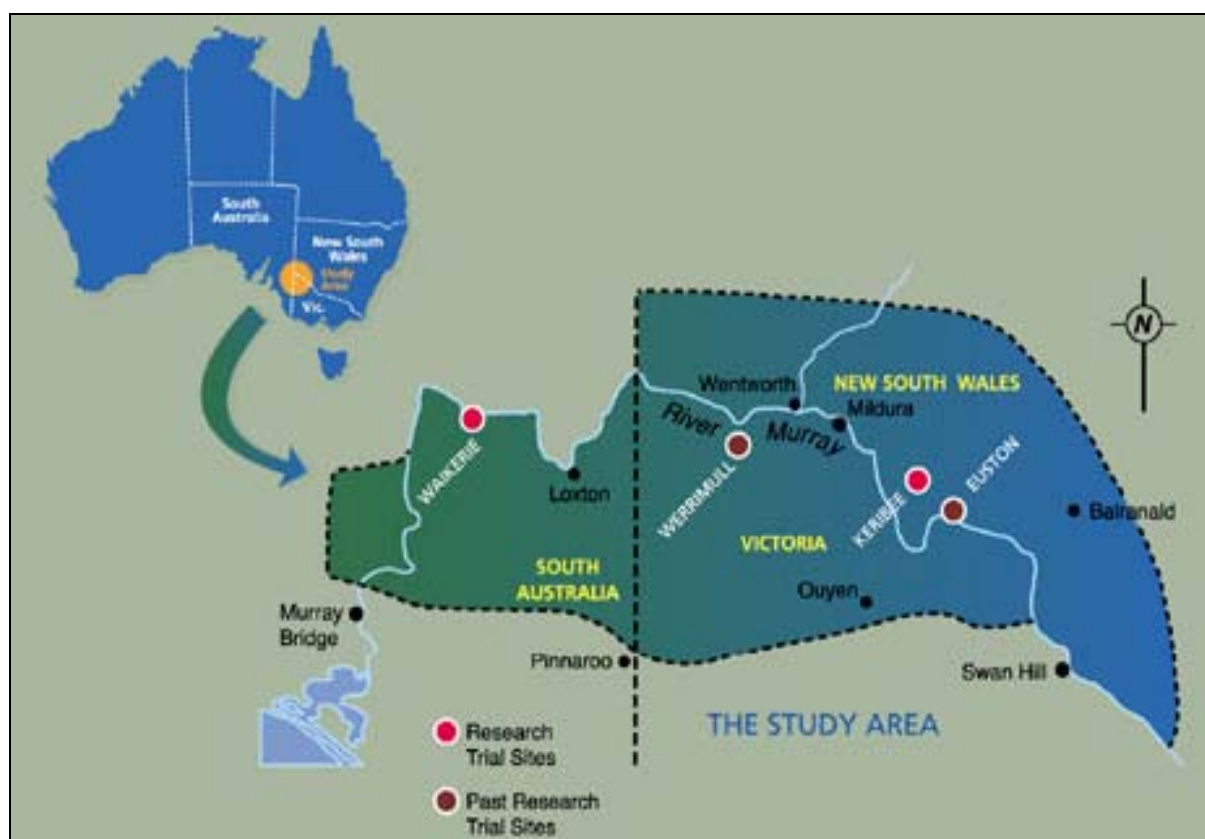 South
Australia
New South
Wales
Study
Area
Vic.
N
Wentworth
NEW SOUTH WALES
Mildura
River Murray
WAIKERIE
Loxton
WERRIMULL
KERIBEE
EUSTON
Balranald
VICTORIA
SOUTH
AUSTRALIA
Ouyen
Murray
Bridge
Pinnaroo
Swan Hill
THE STUDY AREA
Research
Trial Sites
Past Research
Trial Sites